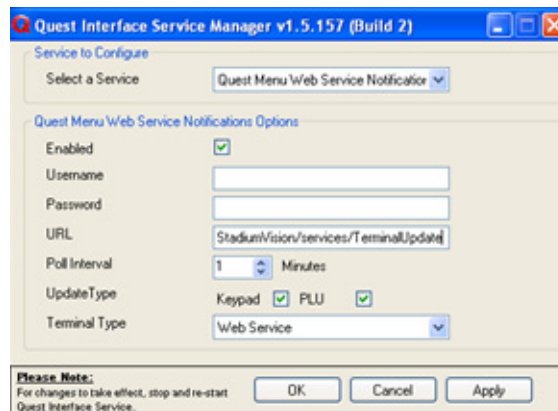 Quest Interface Service Manager v1.5.157 (Build 2)
Service to Configure
Select a Service Quest Menu Web Service Notification
Quest Menu Web Service Notifications Options
Enabled
Username
Password
URL StadiumVision/services/TerminalUpdate
Poll Interval 1 Minutes
UpdateType Keypad PLU
Terminal Type Web Service
Please Note:
For changes to take effect, stop and re-start
Quest Interface Service.
OK Cancel Apply